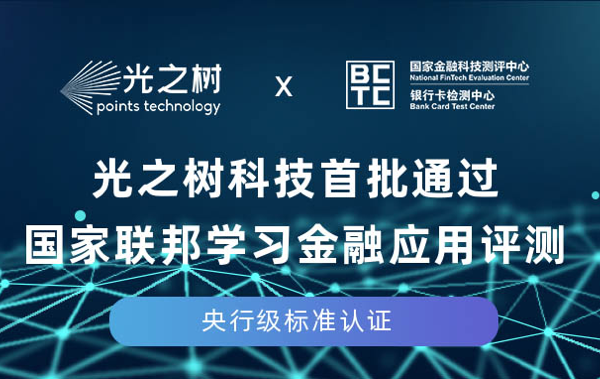 光之树
points technology
X
BCTC
国家金融科技测评中心
National FinTech Evaluation Center
银行卡检测中心
Bank Card Test Center
光之树科技首批通过
国家联邦学习金融应用评测
央行级标准认证